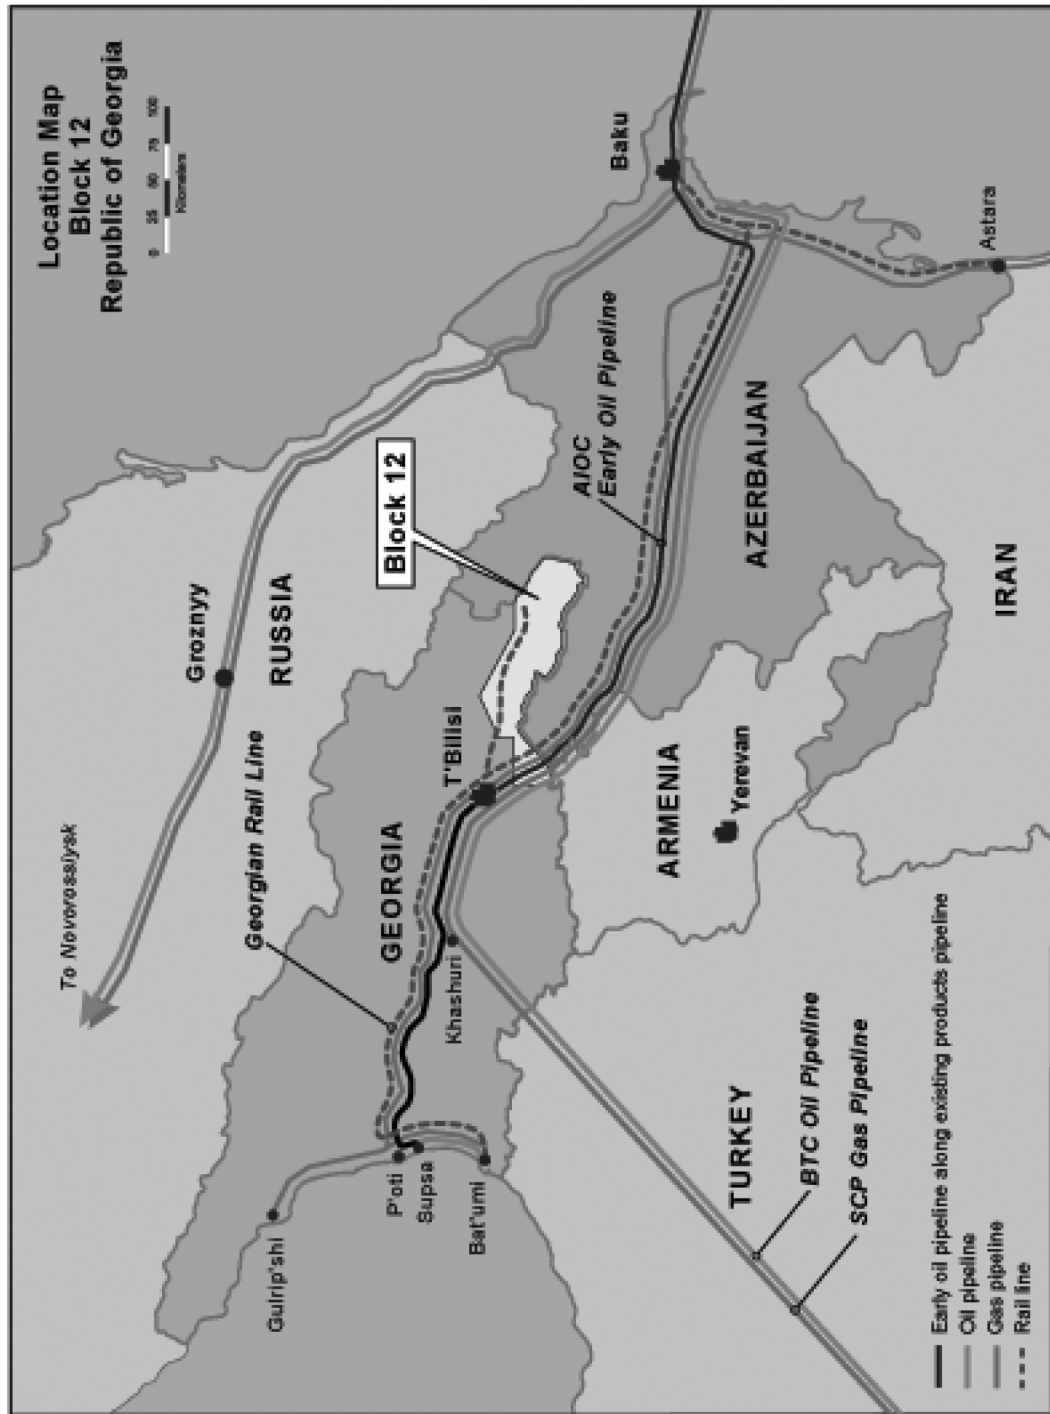 Location Map
Block 12
Republic of Georgia
0 25 50 75 100
Kilometers
To Novorossiysk
Groznyy
RUSSIA
Georgian Rail Line
Block 12
Gulrip'shi
GEORGIA
T'Bilisi
P'oti
Supsa
Khashuri
Bat'umi
AIOC
Early Oil Pipeline
Baku
ARMENIA
Yerevan
AZERBAIJAN
TURKEY
BTC Oil Pipeline
SCP Gas Pipeline
Astara
IRAN
Early oil pipeline along existing products pipeline
Oil pipeline
Gas pipeline
Rail line